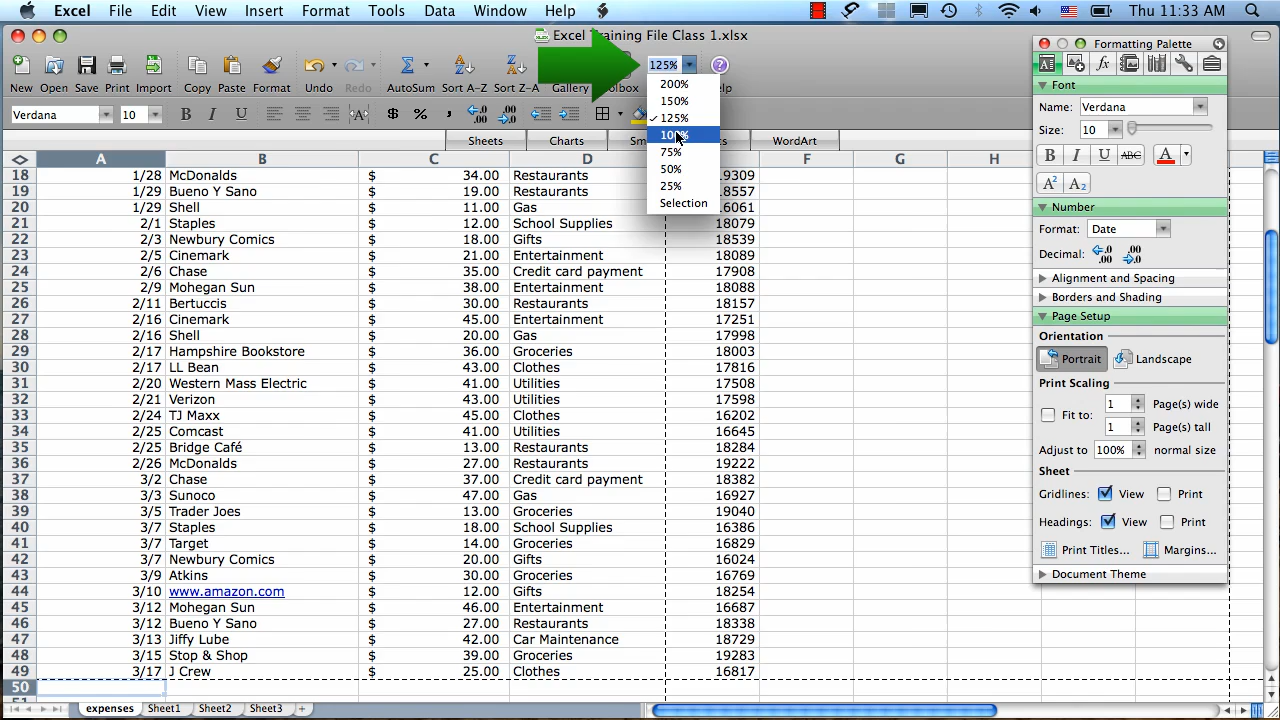 Excel File Edit View Insert Format Tools Data Window Help Thu 11:33 AM
Excel Training File Class 1.xlsx
New Open Save Print Import Copy Paste Format Undo Redo AutoSum Sort A-Z Sort Z-A Gallery
125%
200%
150%
125%
100%
75%
50%
25%
Selection
Verdana 10 B I U A $ % , .00 .00
Sheets Charts WordArt
A B C D F G H
18 1/28 McDonalds $ 34.00 Restaurants 19309
19 1/29 Bueno Y Sano $ 19.00 Restaurants 18557
20 1/29 Shell $ 11.00 Gas 16061
21 2/1 Staples $ 12.00 School Supplies 18079
22 2/3 Newbury Comics $ 18.00 Gifts 18539
23 2/5 Cinemark $ 21.00 Entertainment 18089
24 2/6 Chase $ 35.00 Credit card payment 17908
25 2/9 Mohegan Sun $ 38.00 Entertainment 18088
26 2/11 Bertuccis $ 30.00 Restaurants 18157
27 2/16 Cinemark $ 45.00 Entertainment 17251
28 2/16 Shell $ 20.00 Gas 17998
29 2/17 Hampshire Bookstore $ 36.00 Groceries 18003
30 2/17 LL Bean $ 43.00 Clothes 17816
31 2/20 Western Mass Electric $ 41.00 Utilities 17508
32 2/21 Verizon $ 43.00 Utilities 17598
33 2/24 TJ Maxx $ 45.00 Clothes 16202
34 2/25 Comcast $ 41.00 Utilities 16645
35 2/25 Bridge Café $ 13.00 Restaurants 18284
36 2/26 McDonalds $ 27.00 Restaurants 19222
37 3/2 Chase $ 37.00 Credit card payment 18382
38 3/3 Sunoco $ 47.00 Gas 16927
39 3/5 Trader Joes $ 13.00 Groceries 19040
40 3/7 Staples $ 18.00 School Supplies 16386
41 3/7 Target $ 14.00 Groceries 16829
42 3/7 Newbury Comics $ 20.00 Gifts 16024
43 3/9 Atkins $ 30.00 Groceries 16769
44 3/10 www.amazon.com $ 12.00 Gifts 18254
45 3/12 Mohegan Sun $ 46.00 Entertainment 16687
46 3/12 Bueno Y Sano $ 27.00 Restaurants 18338
47 3/13 Jiffy Lube $ 42.00 Car Maintenance 18729
48 3/15 Stop & Shop $ 39.00 Groceries 19283
49 3/17 J Crew $ 25.00 Clothes 16817
50
expenses Sheet1 Sheet2 Sheet3 +
Formatting Palette
Font
Name: Verdana
Size: 10
B I U ABC A
A2 A2
Number
Format: Date
Decimal: .00 .00
Alignment and Spacing
Borders and Shading
Page Setup
Orientation
Portrait Landscape
Print Scaling
Fit to: 1 Page(s) wide
1 Page(s) tall
Adjust to 100% normal size
Sheet
Gridlines: View Print
Headings: View Print
Print Titles... Margins...
Document Theme